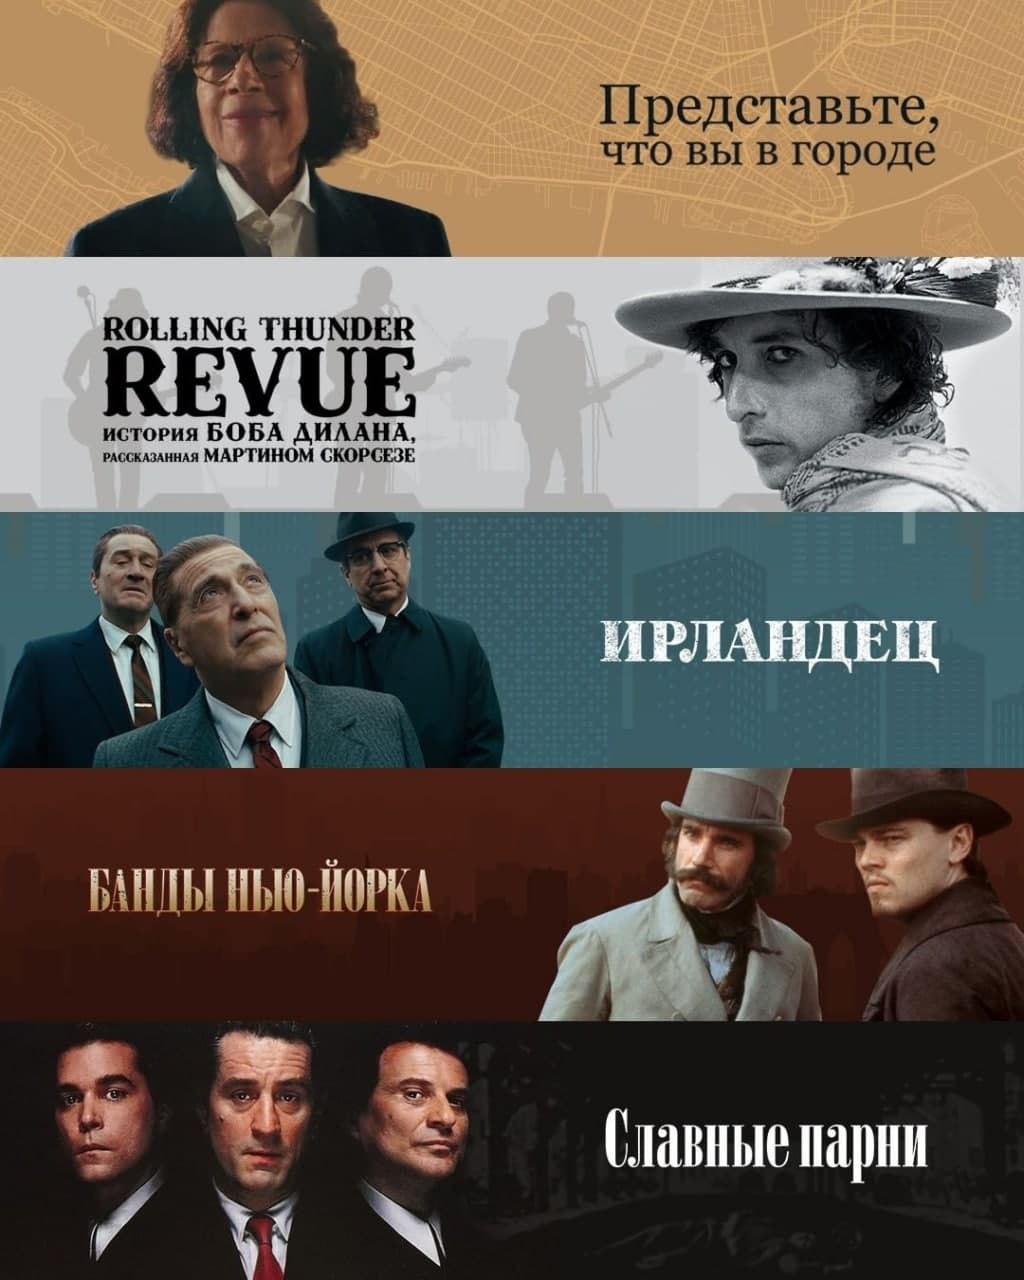 Представьте,
что вы в городе
ROLLING THUNDER
REVUE
ИСТОРИЯ БОБА ДИЛАНА,
РАССКАЗАННАЯ МАРТИНОМ СКОРСЕЗЕ
ИРЛАНДЕЦ
БАНДЫ НЬЮ-ЙОРКА
Славные парни